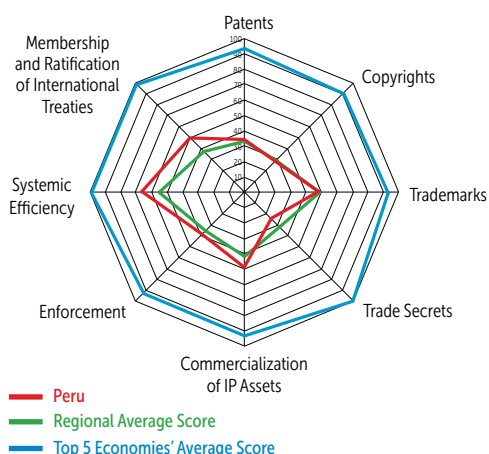 Patents
Membership
and Ratification
of International
Treaties
Copyrights
100
90
80
70
60
50
40
30
20
10
0
Systemic
Efficiency
Trademarks
Enforcement
Trade Secrets
Commercialization
of IP Assets
Peru
Regional Average Score
Top 5 Economies' Average Score